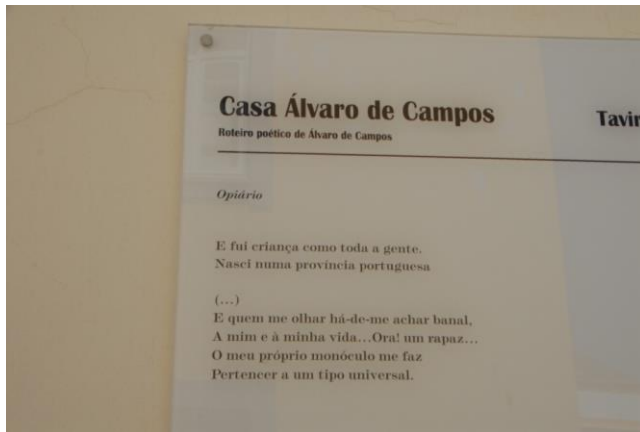 Casa Álvaro de Campos
Roteiro poético de Álvaro de Campos
Opiário
E fui criança como toda a gente.
Nasci numa província portuguesa
(...)
E quem me olhar há-de-me achar banal,
A mim e à minha vida...Ora! um rapaz...
O meu próprio monóculo me faz
Pertencer a um tipo universal.